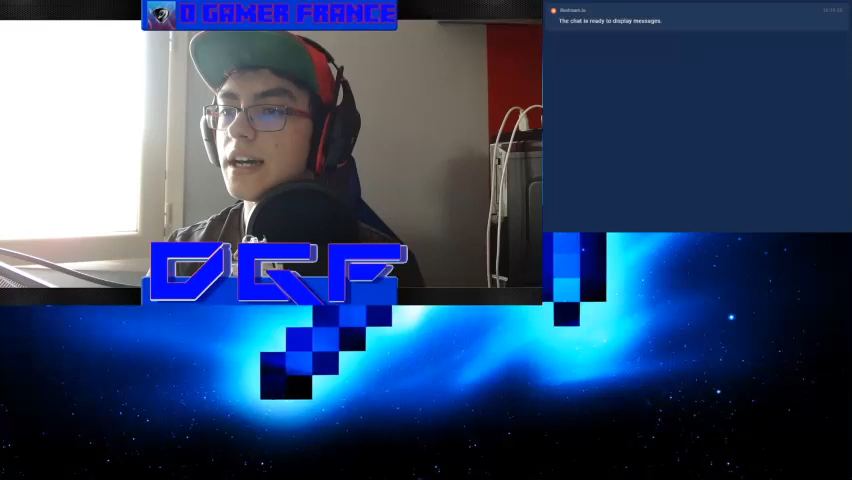 O GAMER FRANCE
Restream.io
The chat is ready to display messages.
OGF